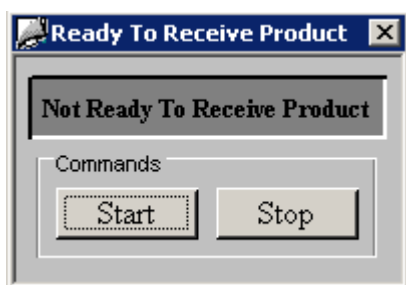 Ready To Receive Product
Not Ready To Receive Product
Commands
Start Stop